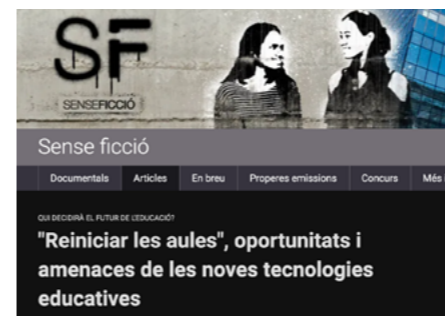 SF
SENSEFICCIÓ
Sense ficció
Documentals Articles En breu Properes emissions Concurs Més
QUI DECIDIRÀ EL FUTUR DE L'EDUCACIÓ?
"Reiniciar les aules", oportunitats i
amenaces de les noves tecnologies
educatives